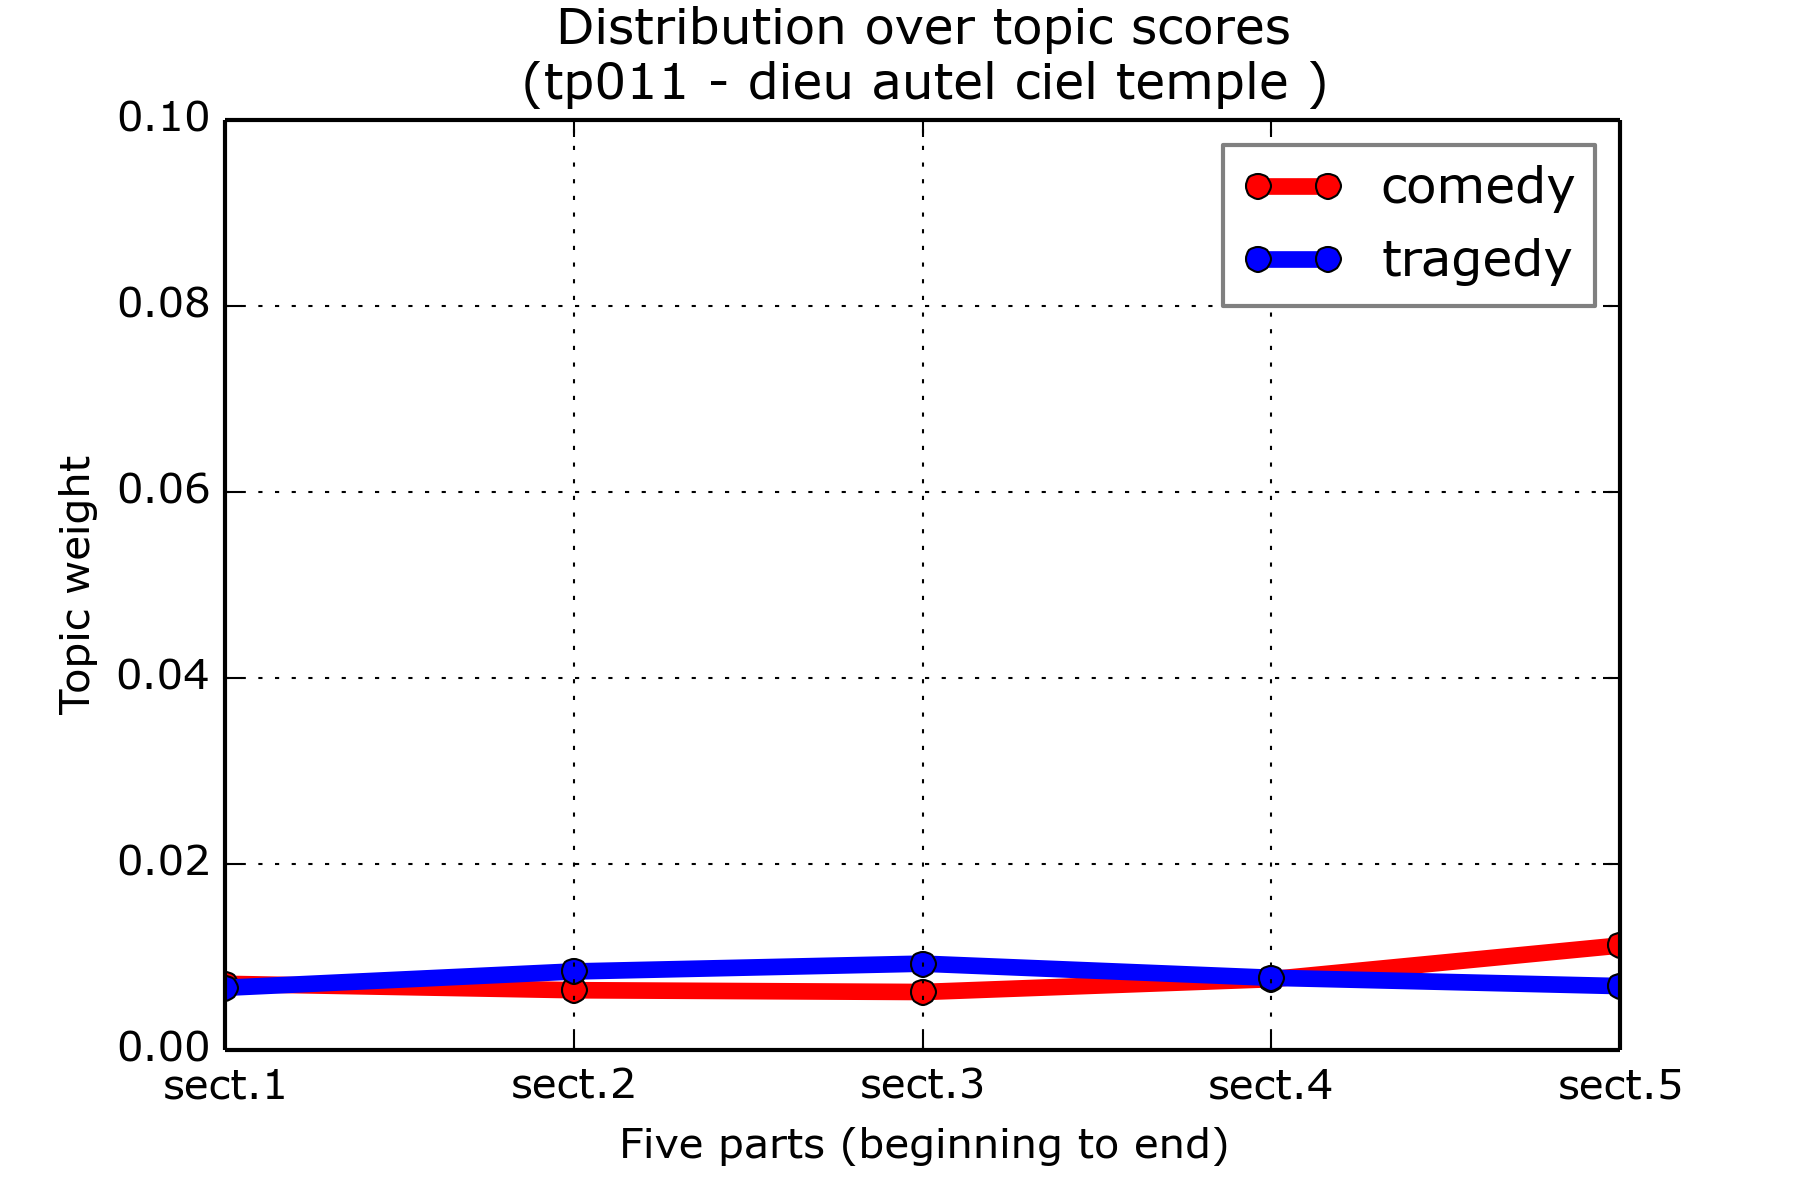 Distribution over topic scores
(tp011 - dieu autel ciel temple )
0.10
0.08
0.06
0.04
0.02
0.00
Topic weight
comedy
tragedy
sect.1 sect.2 sect.3 sect.4 sect.5
Five parts (beginning to end)